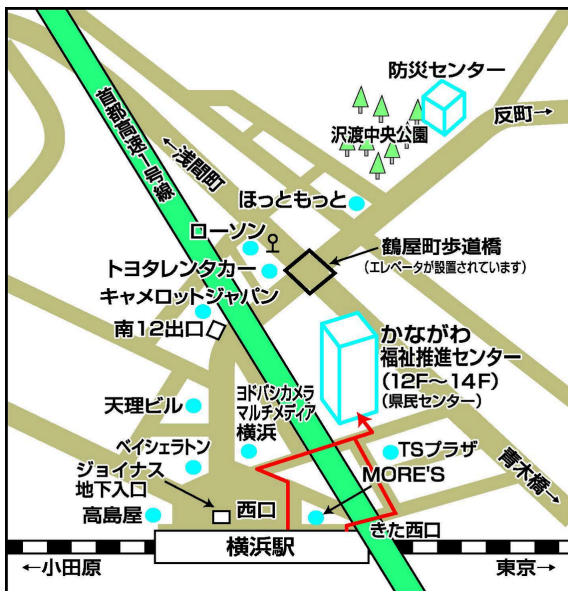 防災センター
反町→
沢渡中央公園
首都高速1号線
←浅間町
ほっともっと
ローソン
鶴屋町歩道橋
(エレベータが設置されています)
トヨタレンタカー
キャメロットジャパン
南12出口
かながわ
福祉推進センター
(12F〜14F)
(県民センター)
ヨドバシカメラ
マルチメディア
横浜
天理ビル
ベイシェラトン
TSプラザ
青木橋→
ジョイナス
地下入口
MORE'S
西口
高島屋
きた西口
横浜駅
←小田原
東京→